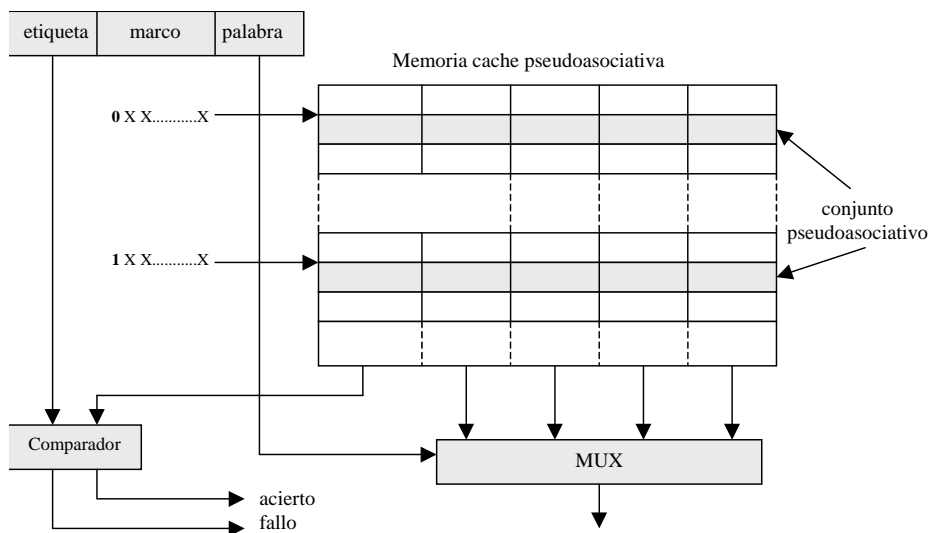 etiqueta marco palabra
Memoria cache pseudoasociativa
0 X X...........X
conjunto
pseudoasociativo
1 X X...........X
Comparador
MUX
acierto
fallo